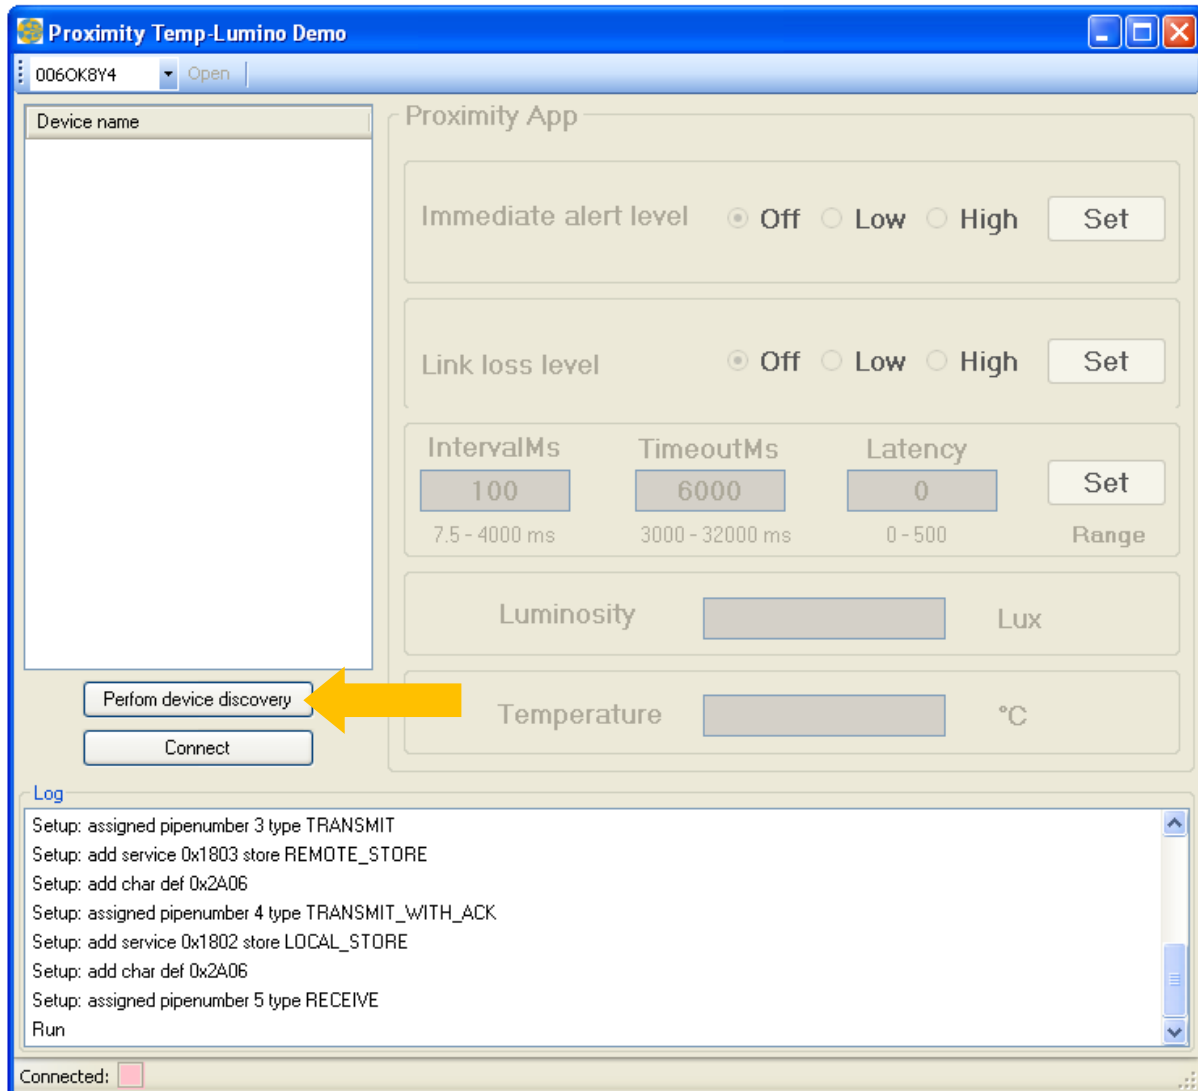 Proximity Temp-Lumino Demo
006OK8Y4 Open
Device name
Proximity App
Immediate alert level Off Low High Set
Link loss level Off Low High Set
IntervalMs TimeoutMs Latency
100 6000 0 Set
7.5 - 4000 ms 3000 - 32000 ms 0 - 500 Range
Luminosity Lux
Temperature °C
Perfom device discovery
Connect
Log
Setup: assigned pipenumber 3 type TRANSMIT
Setup: add service 0x1803 store REMOTE_STORE
Setup: add char def 0x2A06
Setup: assigned pipenumber 4 type TRANSMIT_WITH_ACK
Setup: add service 0x1802 store LOCAL_STORE
Setup: add char def 0x2A06
Setup: assigned pipenumber 5 type RECEIVE
Run
Connected: